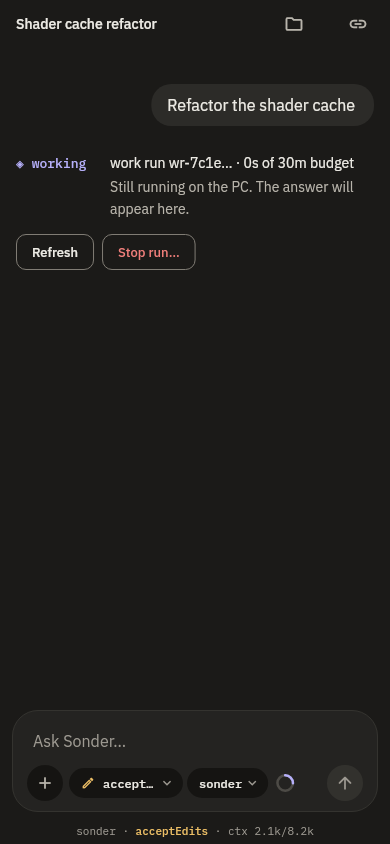 Shader cache refactor
Refactor the shader cache
◈ working
work run wr-7c1e… · 0s of 30m budget
Still running on the PC. The answer will
appear here.
Refresh
Stop run…
Ask Sonder…
accept…
sonder
sonder · acceptEdits · ctx 2.1k/8.2k